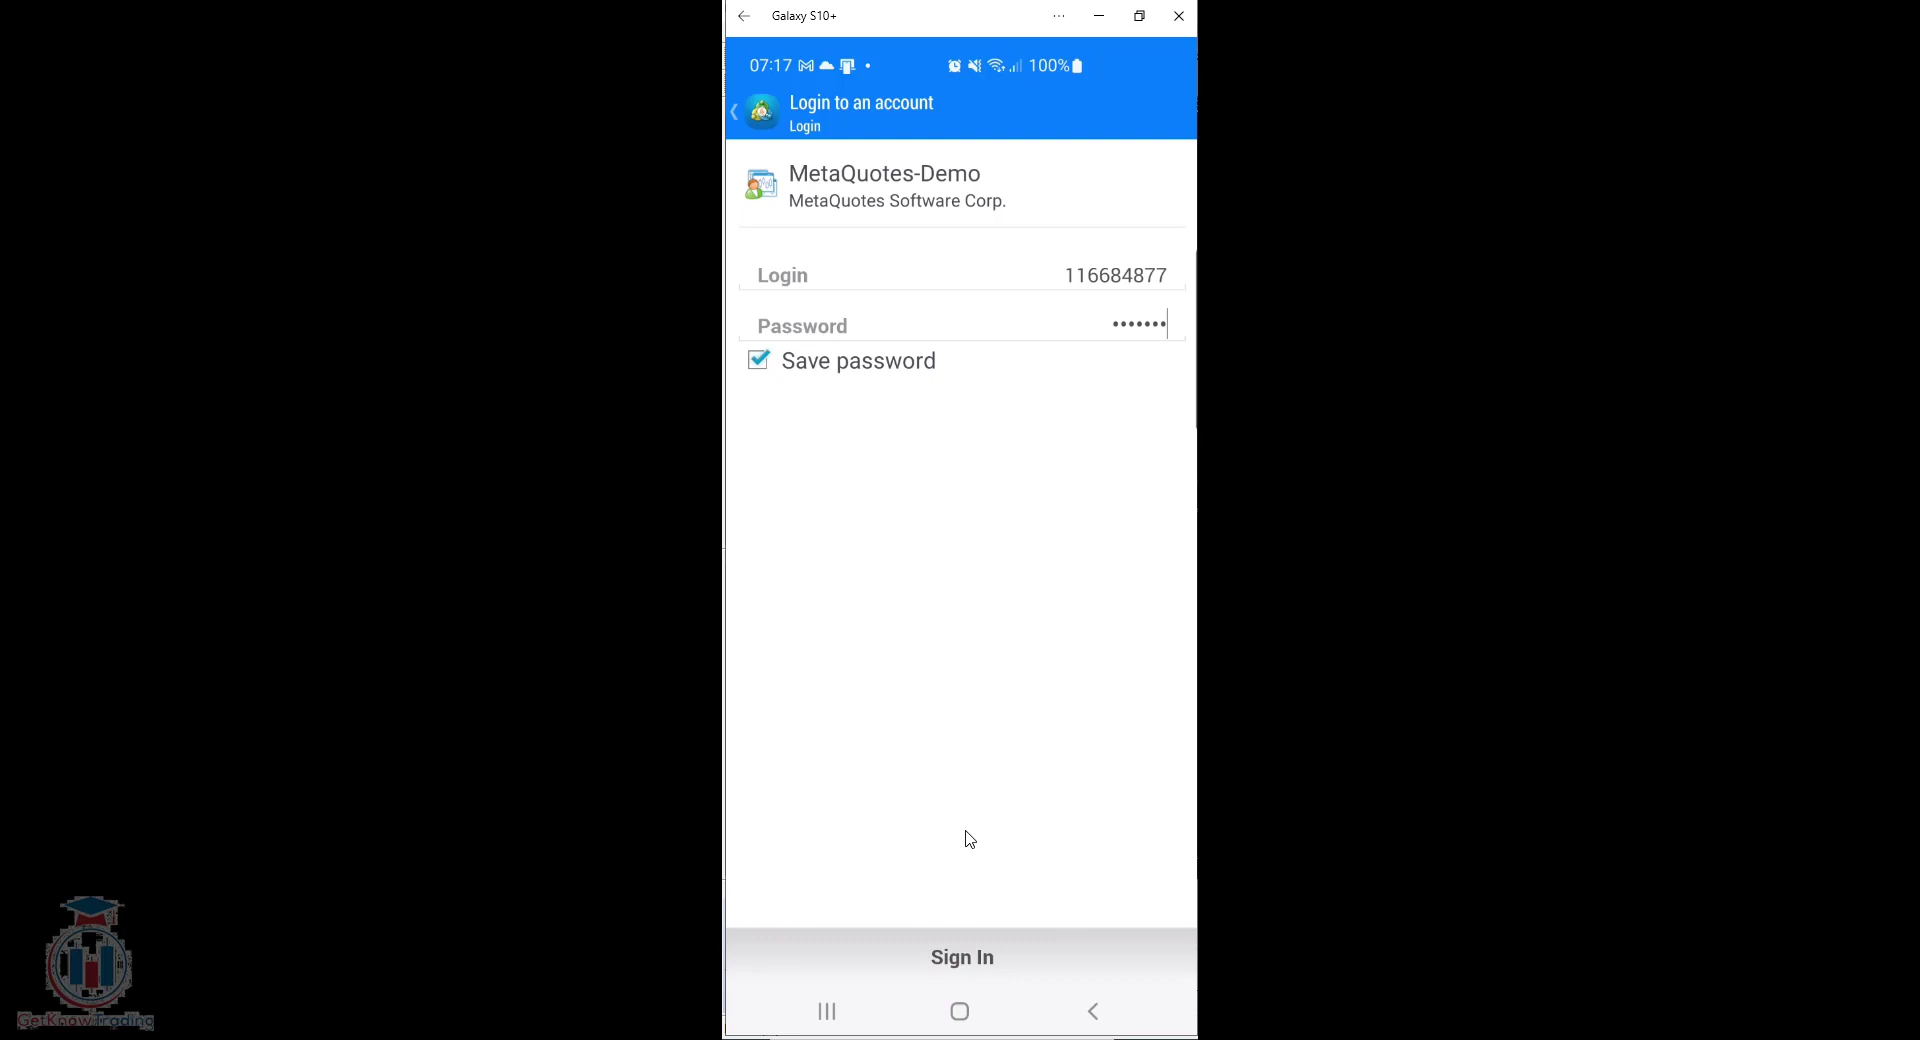 Galaxy S10+
07:17
100%
Login to an account
Login
MetaQuotes-Demo
MetaQuotes Software Corp.
Login 116684877
Password •••••••
Save password
Sign In
GetKnowTrading